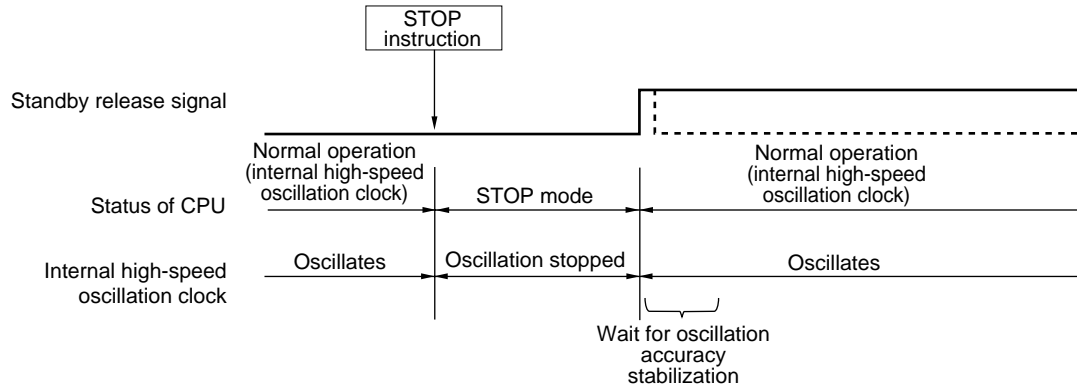 STOP
instruction
Standby release signal
Normal operation
(internal high-speed
oscillation clock)
Normal operation
(internal high-speed
oscillation clock)
Status of CPU
STOP mode
Internal high-speed
oscillation clock
Oscillates
Oscillation stopped
Oscillates
Wait for oscillation
accuracy
stabilization